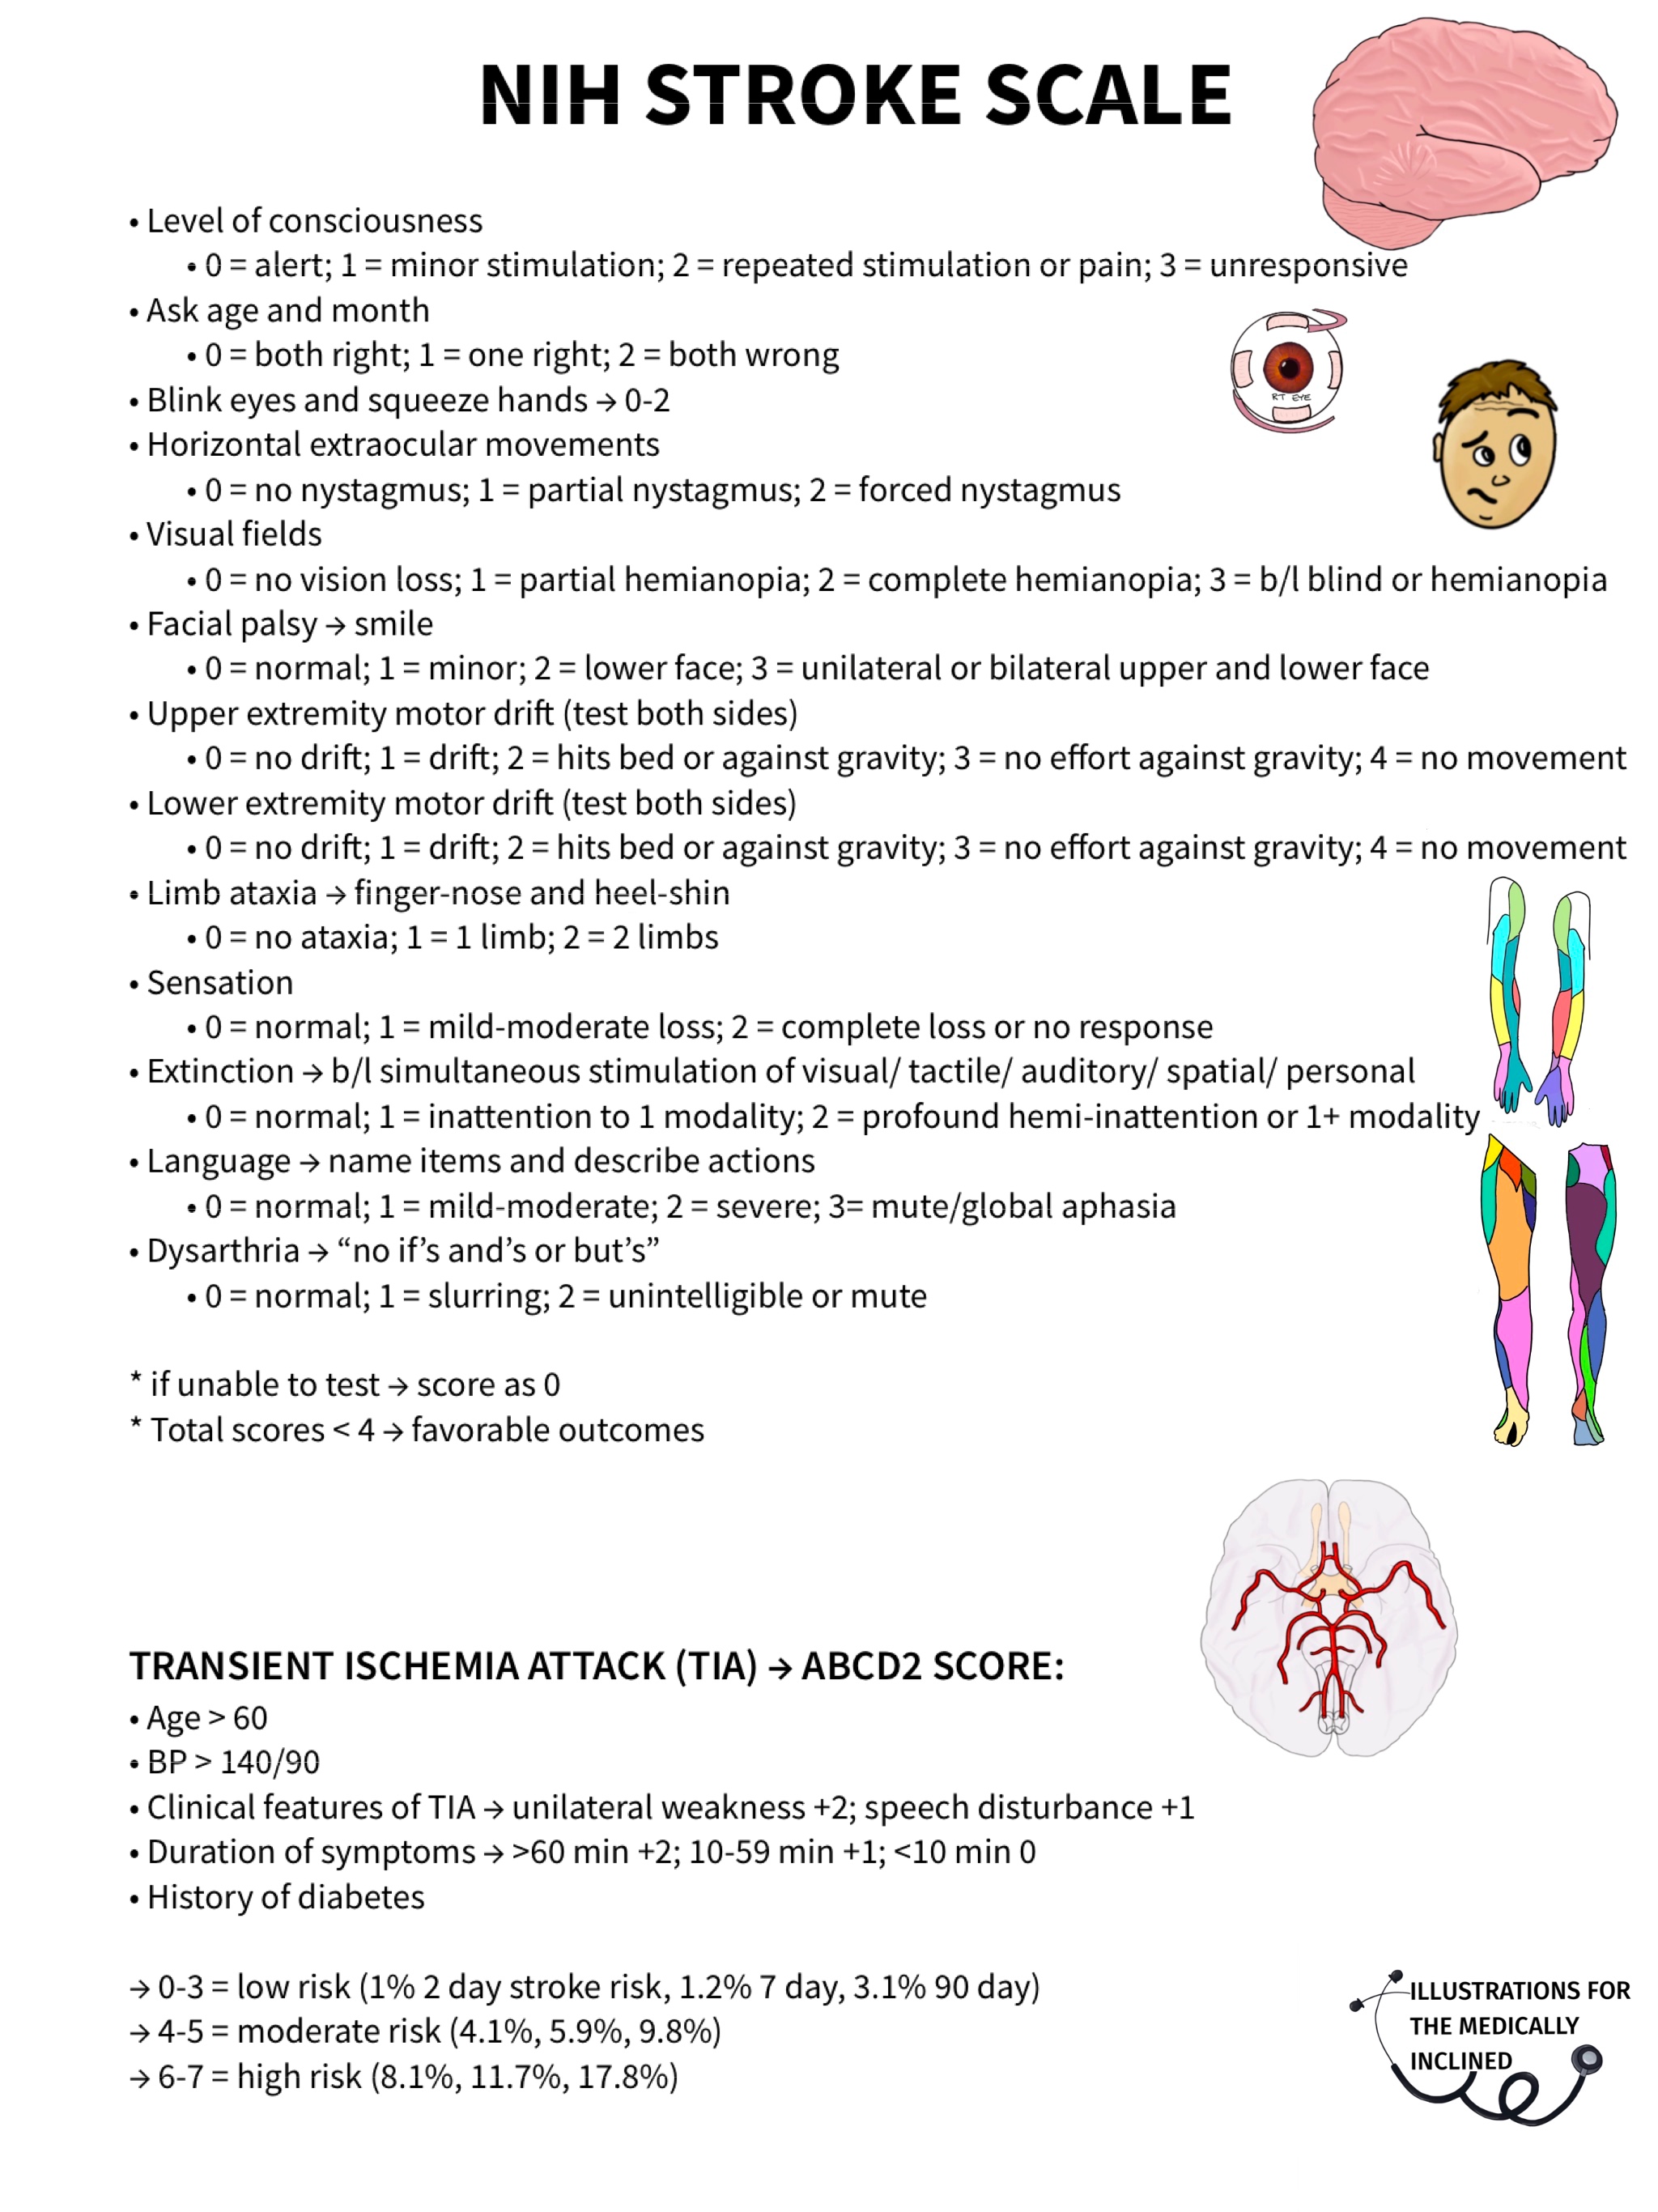 NIH STROKE SCALE
• Level of consciousness
• 0 = alert; 1 = minor stimulation; 2 = repeated stimulation or pain; 3 = unresponsive
• Ask age and month
• 0 = both right; 1 = one right; 2 = both wrong
• Blink eyes and squeeze hands → 0-2
• Horizontal extraocular movements
• 0 = no nystagmus; 1 = partial nystagmus; 2 = forced nystagmus
RT EYE
• Visual fields
• 0 = no vision loss; 1 = partial hemianopia; 2 = complete hemianopia; 3 = b/l blind or hemianopia
• Facial palsy → smile
• 0 = normal; 1 = minor; 2 = lower face; 3 = unilateral or bilateral upper and lower face
• Upper extremity motor drift (test both sides)
• 0 = no drift; 1 = drift; 2 = hits bed or against gravity; 3 = no effort against gravity; 4 = no movement
• Lower extremity motor drift (test both sides)
• 0 = no drift; 1 = drift; 2 = hits bed or against gravity; 3 = no effort against gravity; 4 = no movement
• Limb ataxia → finger-nose and heel-shin
• 0 = no ataxia; 1 = 1 limb; 2 = 2 limbs
• Sensation
• 0 = normal; 1 = mild-moderate loss; 2 = complete loss or no response
• Extinction → b/l simultaneous stimulation of visual/ tactile/ auditory/ spatial/ personal
• 0 = normal; 1 = inattention to 1 modality; 2 = profound hemi-inattention or 1+ modality
• Language → name items and describe actions
• 0 = normal; 1 = mild-moderate; 2 = severe; 3= mute/global aphasia
• Dysarthria → “no if’s and’s or but’s”
• 0 = normal; 1 = slurring; 2 = unintelligible or mute
* if unable to test → score as 0
* Total scores < 4 → favorable outcomes
TRANSIENT ISCHEMIA ATTACK (TIA) → ABCD2 SCORE:
• Age > 60
• BP > 140/90
• Clinical features of TIA → unilateral weakness +2; speech disturbance +1
• Duration of symptoms → >60 min +2; 10-59 min +1; <10 min 0
• History of diabetes
→ 0-3 = low risk (1% 2 day stroke risk, 1.2% 7 day, 3.1% 90 day)
→ 4-5 = moderate risk (4.1%, 5.9%, 9.8%)
→ 6-7 = high risk (8.1%, 11.7%, 17.8%)
ILLUSTRATIONS FOR
THE MEDICALLY
INCLINED